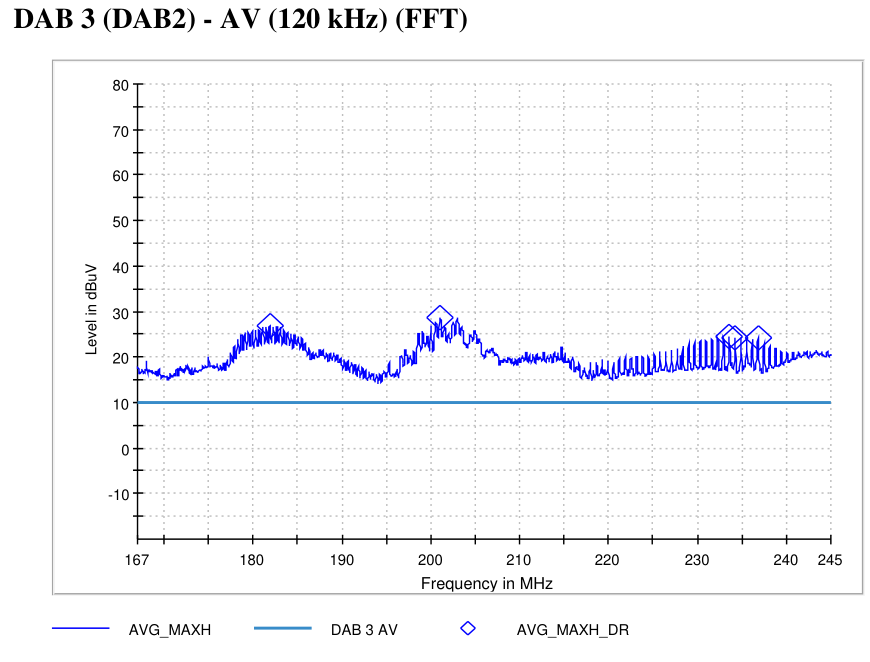 DAB 3 (DAB2) - AV (120 kHz) (FFT)
80
70
60
50
40
30
20
10
0
-10
Level in dBuV
167 180 190 200 210 220 230 240 245
Frequency in MHz
AVG_MAXH DAB 3 AV AVG_MAXH_DR